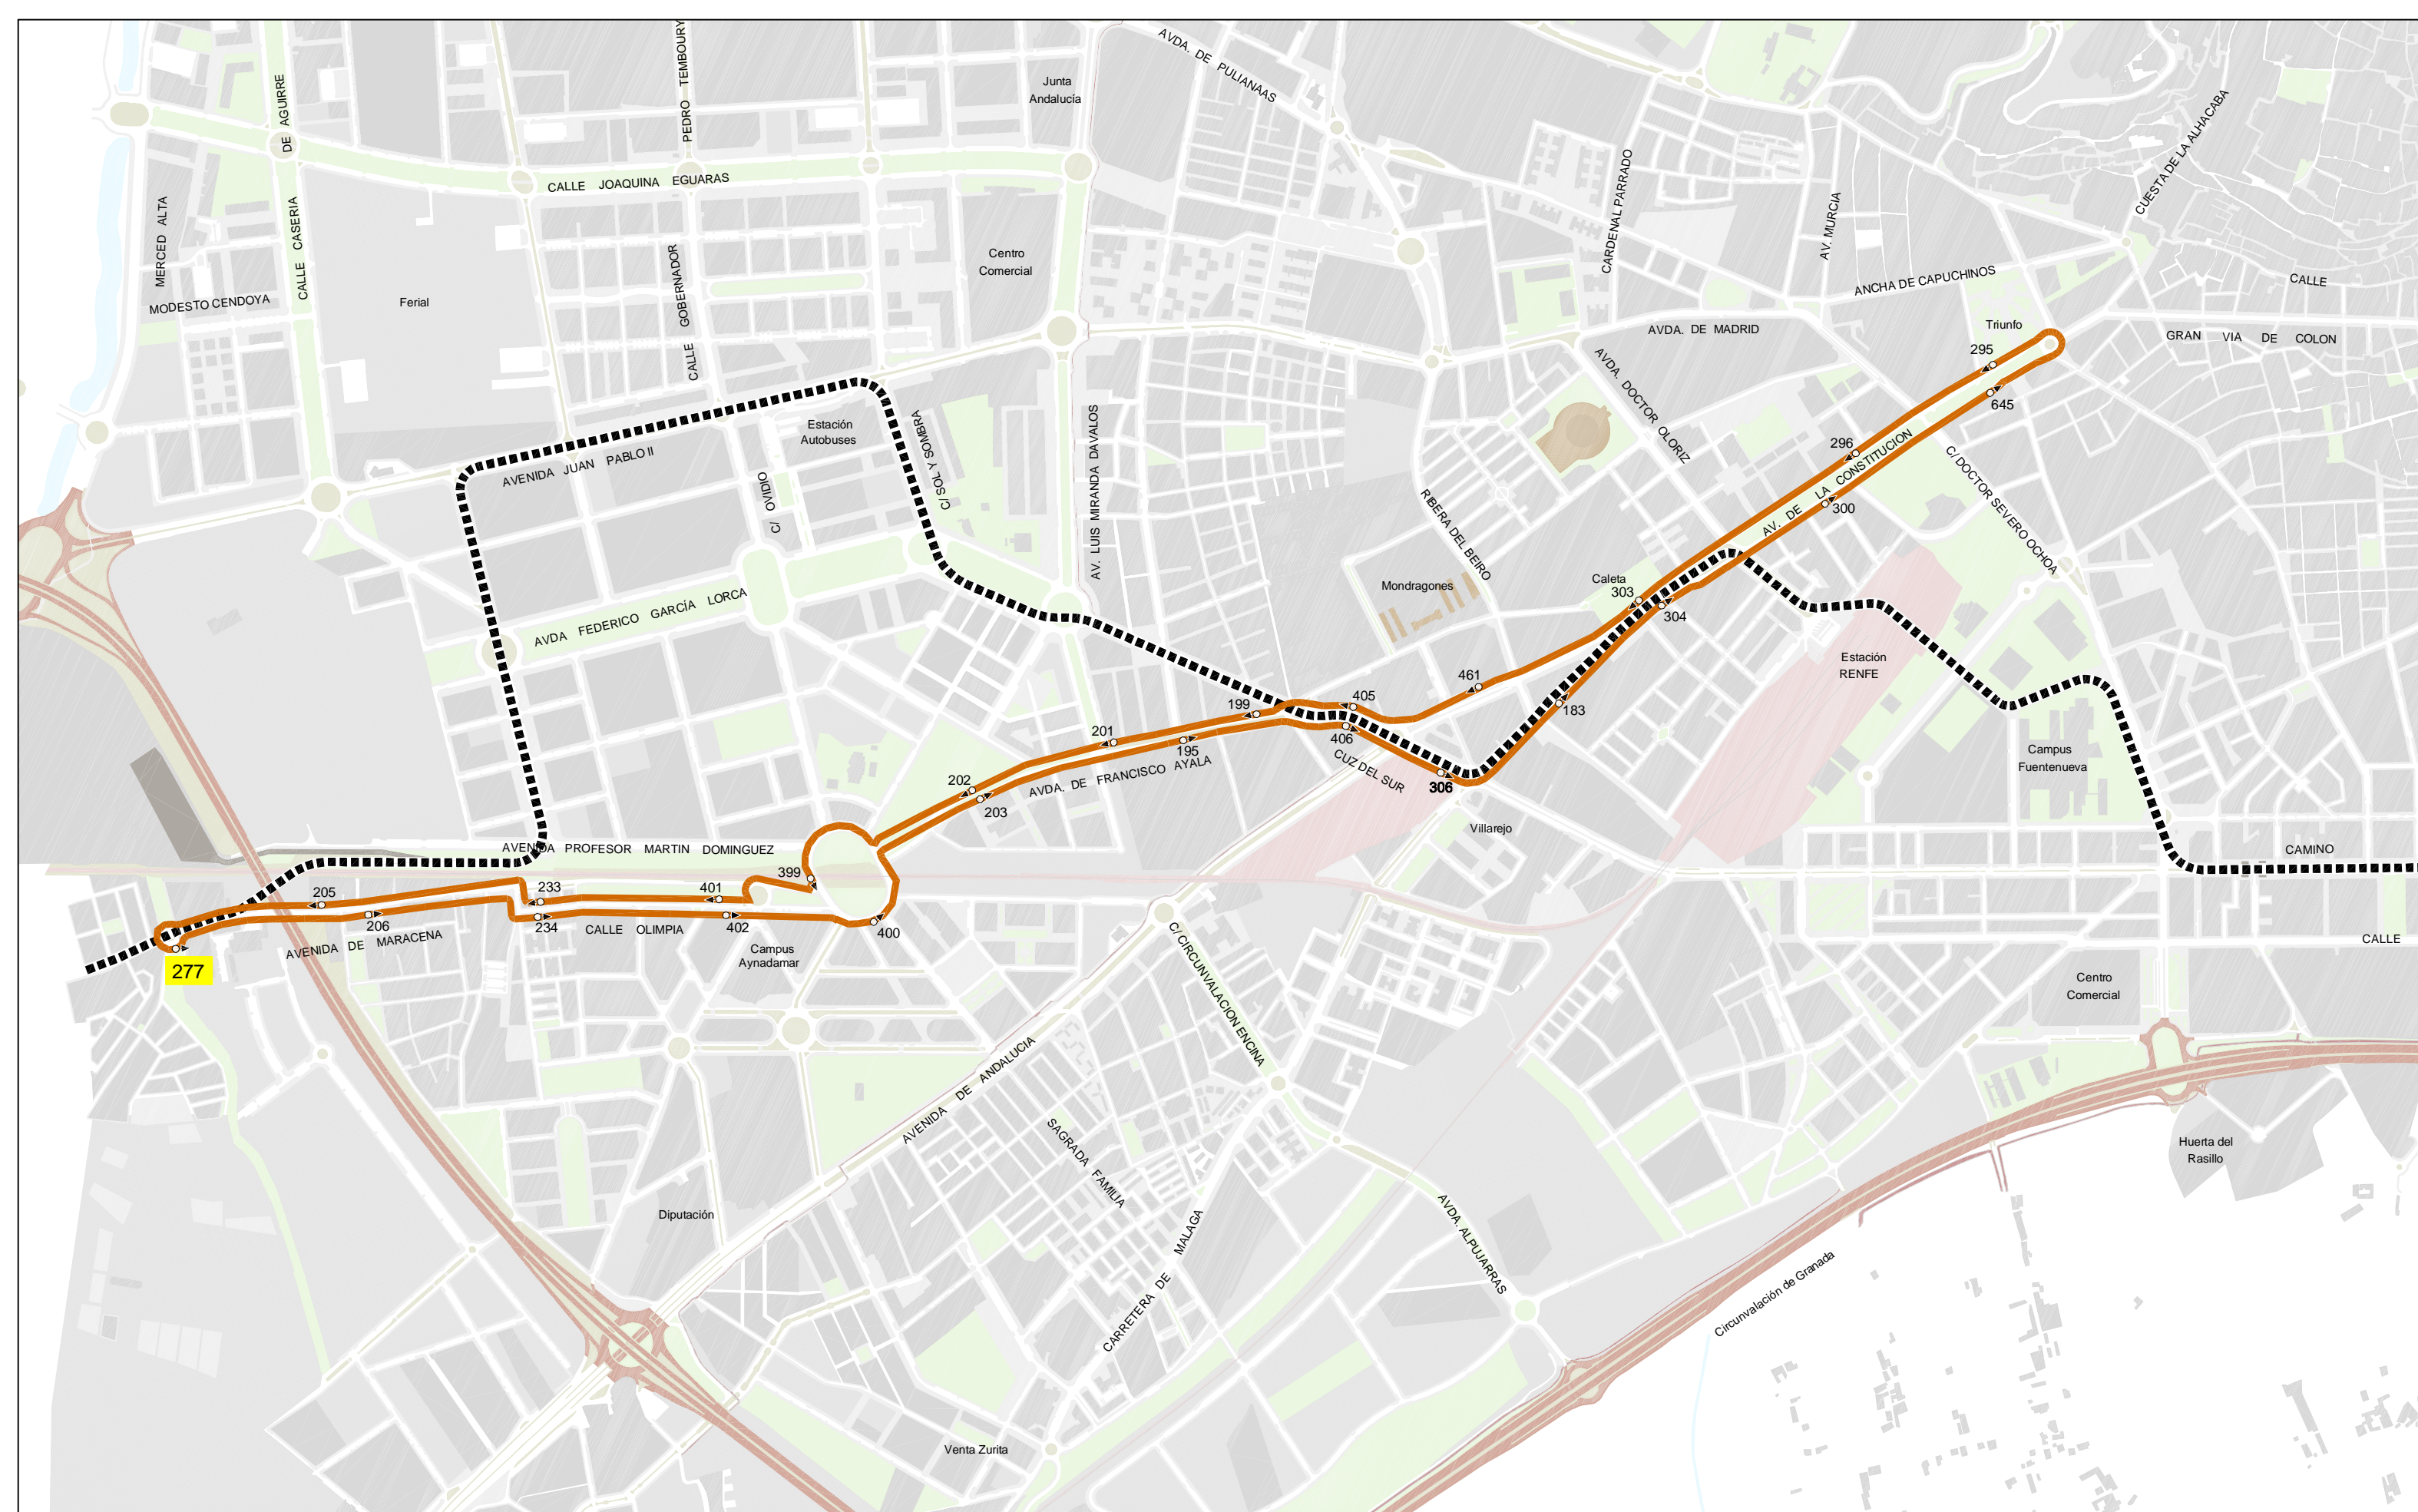 AVDA. DE PULIANAAS
PEDRO TEMBOURY
DE AGUIRRE
CALLE CASERIA
Junta
Andalucía
CUESTA DE LA ALHACABA
CARDENAL PARRADO
AV. MURCIA
CALLE JOAQUINA EGUARAS
MERCED ALTA
MODESTO CENDOYA
Ferial
CALLE GOBERNADOR
Centro
Comercial
ANCHA DE CAPUCHINOS
CALLE
Triunfo
AVDA. DE MADRID
GRAN VIA DE COLON
295
645
AVDA. DOCTOR OLORIZ
Estación
Autobuses
C/ SOL Y SOMBRA
AV. LUIS MIRANDA DAVALOS
296
AV. DE LA CONSTITUCION
C/ DOCTOR SEVERO OCHOA
AVENIDA JUAN PABLO II
C/ OVIDIO
RIBERA DEL BEIRO
300
Mondragones
Caleta
303
304
AVDA FEDERICO GARCÍA LORCA
Estación
RENFE
461
405
199
183
201
195
406
CUZ DEL SUR
Campus
Fuentenueva
AVDA. DE FRANCISCO AYALA
202
203
306
Villarejo
AVENIDA PROFESOR MARTIN DOMINGUEZ
CAMINO
399
205
233
401
206
234
CALLE OLIMPIA
402
400
AVENIDA DE MARACENA
Campus
Aynadamar
CALLE
277
C/ CIRCUNVALACION ENCINA
Centro
Comercial
AVENIDA DE ANDALUCIA
SAGRADA FAMILIA
Huerta del
Rasillo
Diputación
CARRETERA DE MALAGA
AVDA. ALPUJARRAS
Circunvalación de Granada
Venta Zurita